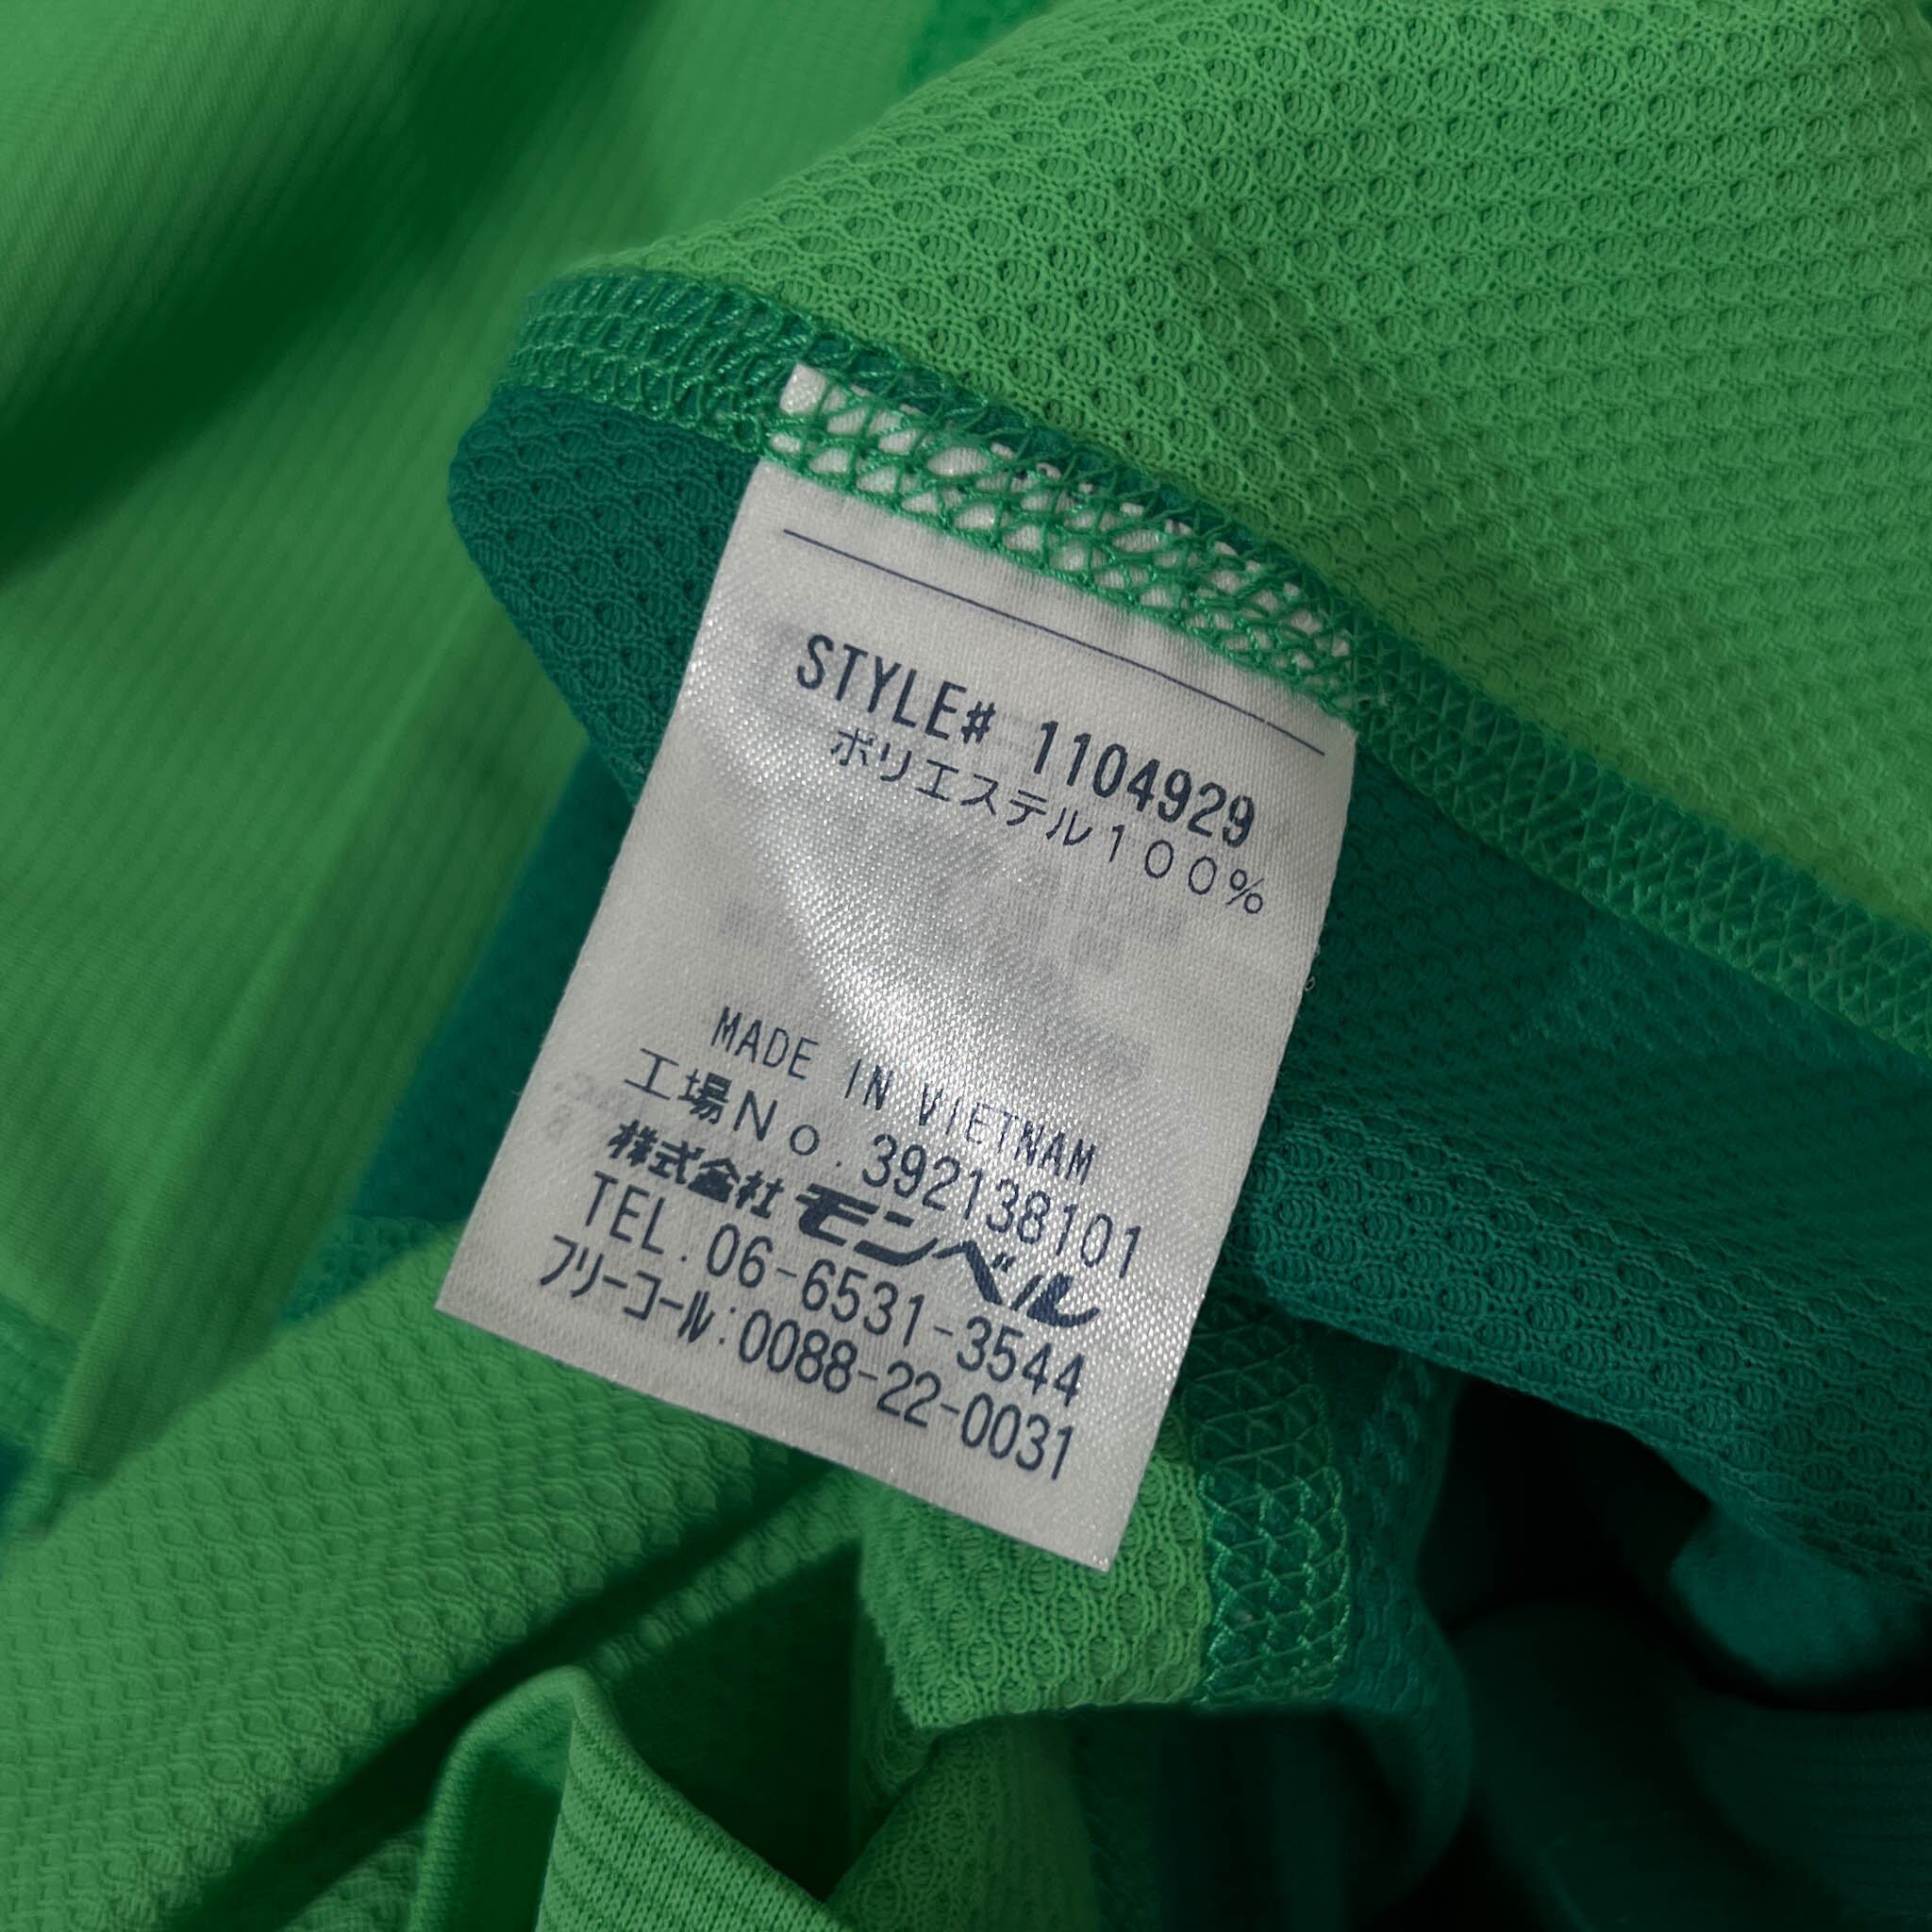 STYLE# 1104929
ポリエステル100%
MADE IN VIETNAM
工場No.392138101
株式会社モンベル
TEL.06-6531-3544
フリーコール:0088-22-0031